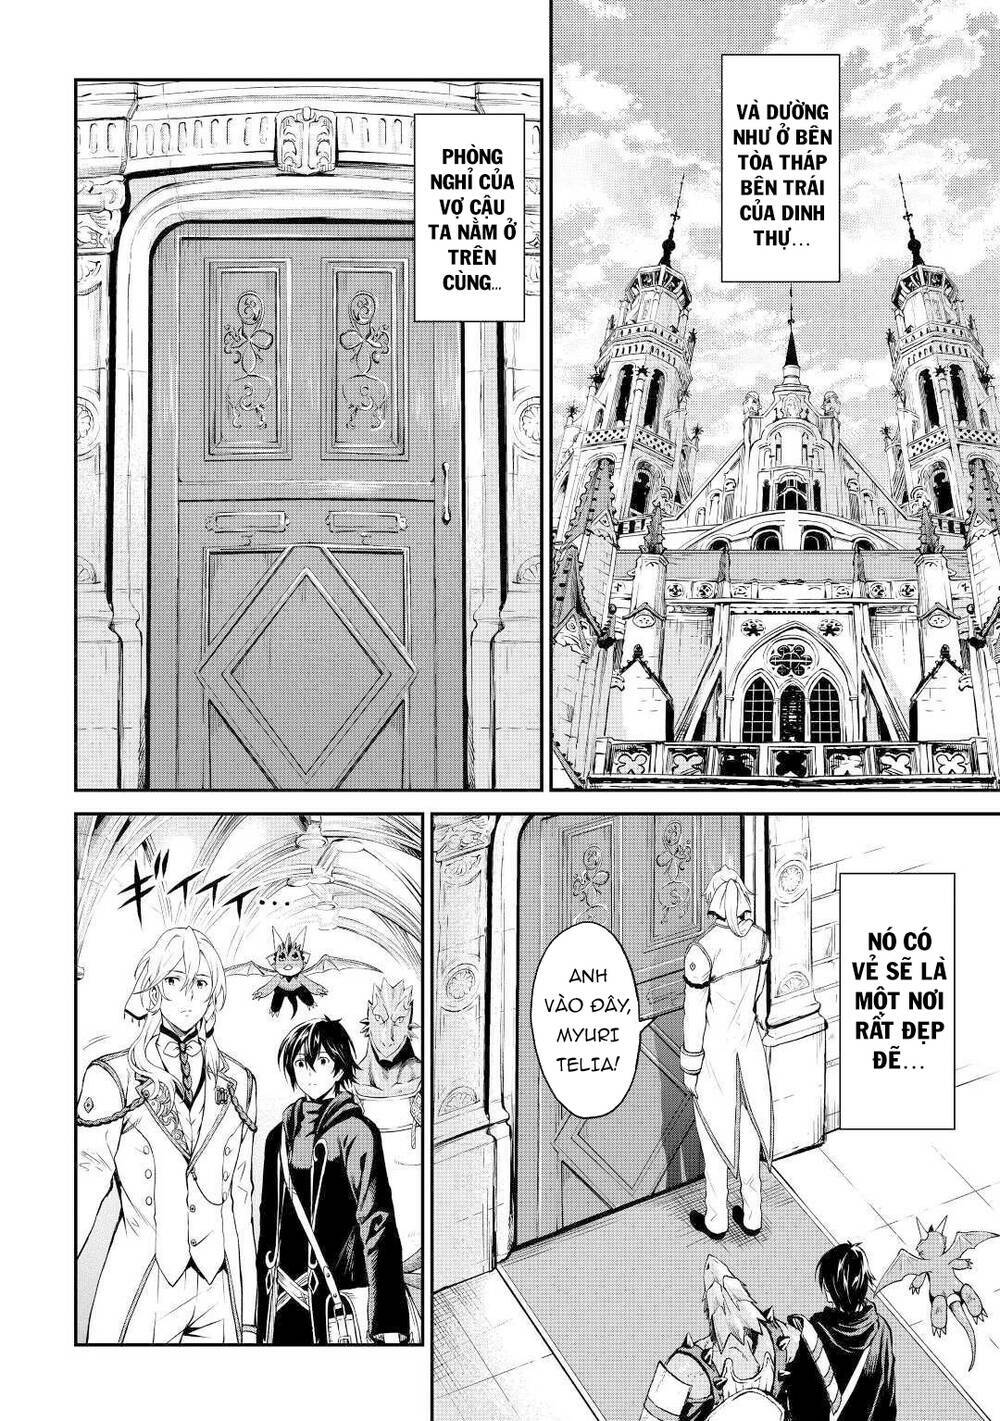 VÀ DƯỜNG
NHƯ Ở BÊN
TÒA THÁP
BÊN TRÁI
CỦA DINH
THỰ...
PHÒNG
NGHỈ CỦA
VỢ CẬU
TA NẰM Ở
TRÊN
CÙNG...
NÓ CÓ
VẺ SẼ LÀ
MỘT NƠI
RẤT ĐẸP
ĐẼ...
ANH
VÀO ĐÂY,
MYURI
TELIA!
ギィィィ...